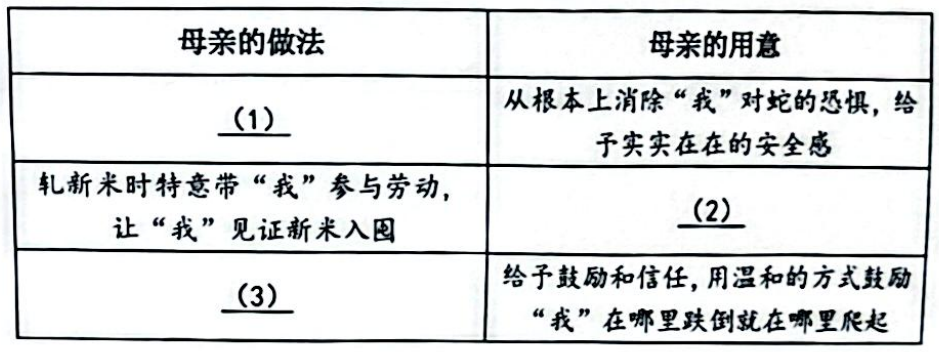 母亲的做法
母亲的用意
(1)
从根本上消除“我”对蛇的恐惧，给
予实实在在的安全感
轧新米时特意带“我”参与劳动，
让“我”见证新米入囤
(2)
(3)
给予鼓励和信任，用温和的方式鼓励
“我”在哪里跌倒就在哪里爬起